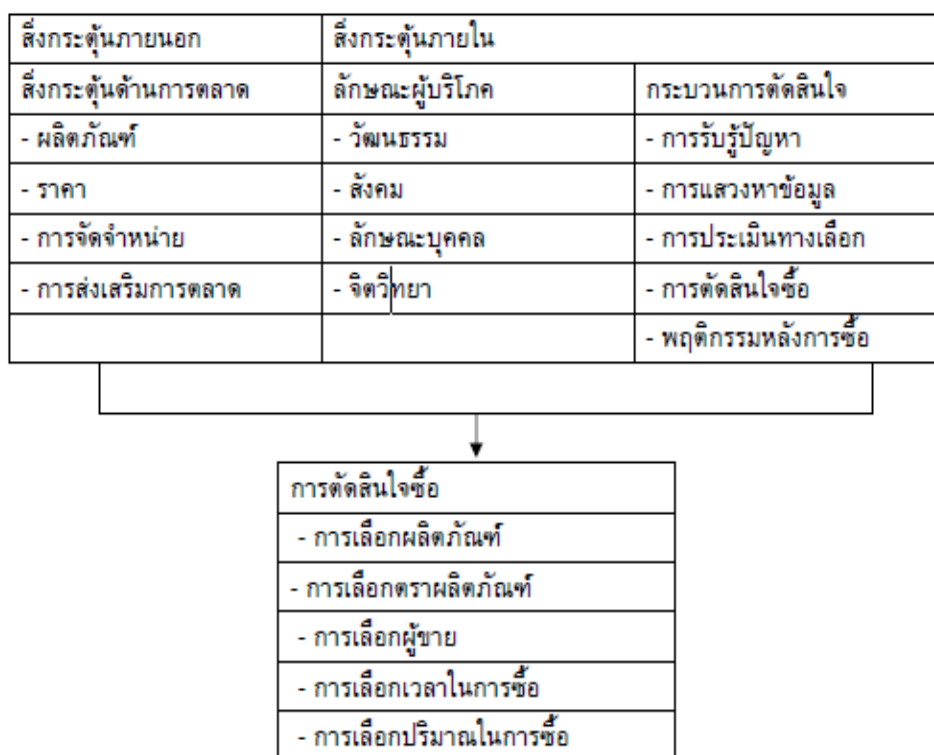 สิ่งกระตุ้นภายนอก สิ่งกระตุ้นภายใน
สิ่งกระตุ้นด้านการตลาด ลักษณะผู้บริโภค กระบวนการตัดสินใจ
- ผลิตภัณฑ์ - วัฒนธรรม - การรับรู้ปัญหา
- ราคา - สังคม - การแสวงหาข้อมูล
- การจัดจำหน่าย - ลักษณะบุคคล - การประเมินทางเลือก
- การส่งเสริมการตลาด - จิตวิทยา - การตัดสินใจซื้อ
- พฤติกรรมหลังการซื้อ
การตัดสินใจซื้อ
- การเลือกผลิตภัณฑ์
- การเลือกตราผลิตภัณฑ์
- การเลือกผู้ขาย
- การเลือกเวลาในการซื้อ
- การเลือกปริมาณในการซื้อ